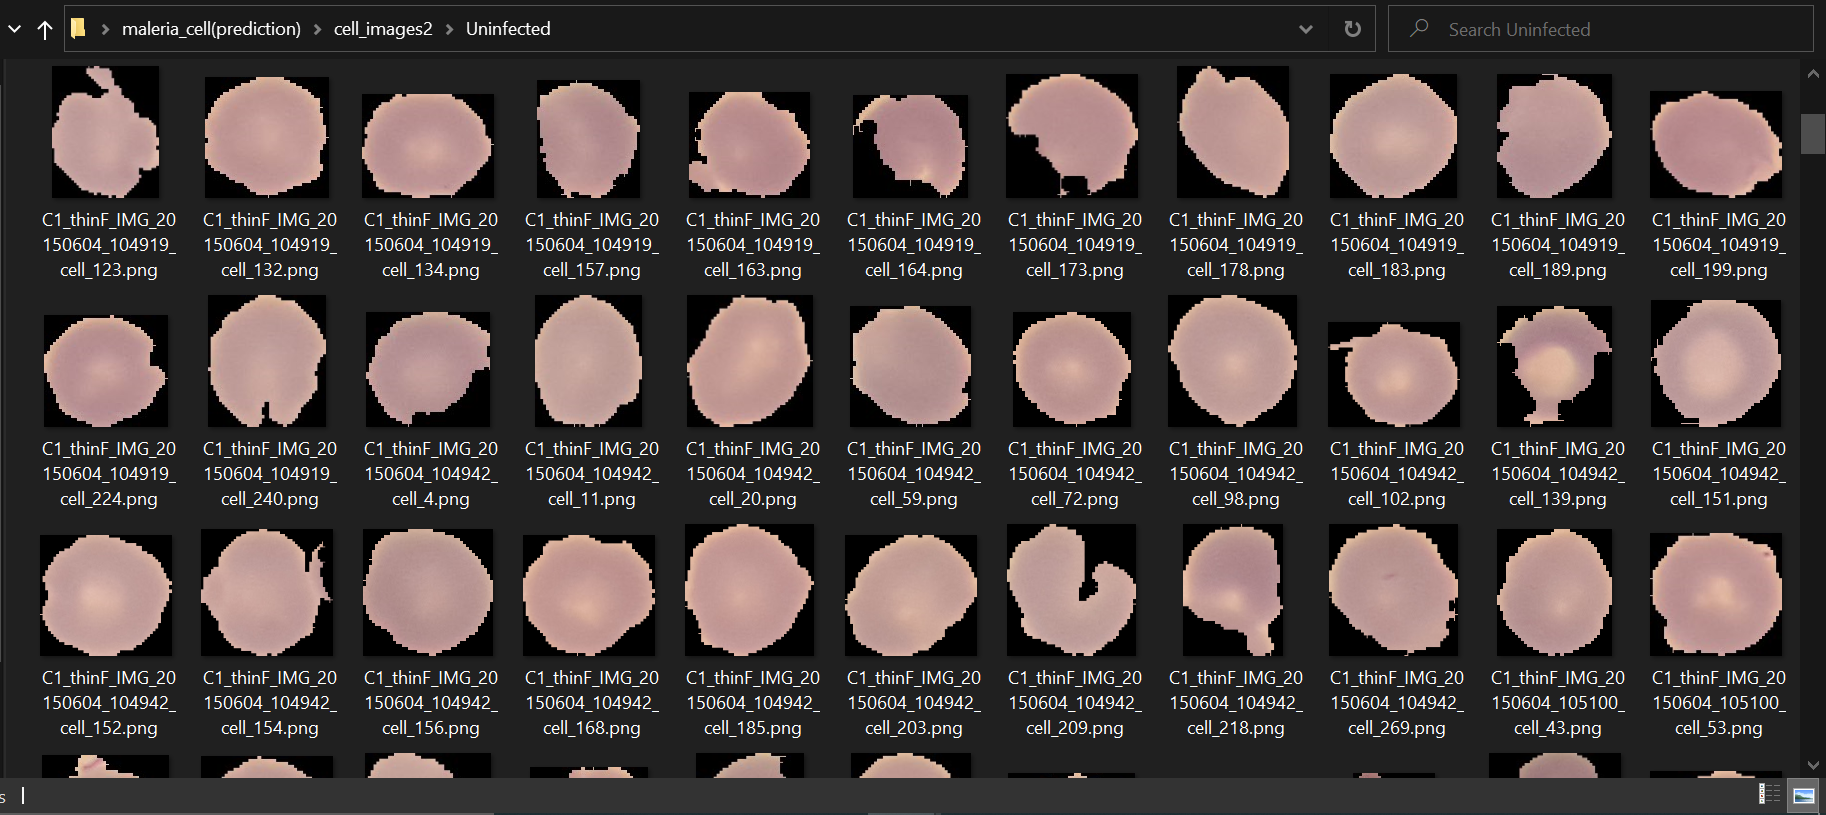 maleria_cell(prediction) > cell_images2 > Uninfected
Search Uninfected
C1_thinF_IMG_20 C1_thinF_IMG_20 C1_thinF_IMG_20 C1_thinF_IMG_20 C1_thinF_IMG_20 C1_thinF_IMG_20 C1_thinF_IMG_20 C1_thinF_IMG_20 C1_thinF_IMG_20 C1_thinF_IMG_20 C1_thinF_IMG_20
150604_104919_ 150604_104919_ 150604_104919_ 150604_104919_ 150604_104919_ 150604_104919_ 150604_104919_ 150604_104919_ 150604_104919_ 150604_104919_ 150604_104919_
cell_123.png cell_132.png cell_134.png cell_157.png cell_163.png cell_164.png cell_173.png cell_178.png cell_183.png cell_189.png cell_199.png
C1_thinF_IMG_20 C1_thinF_IMG_20 C1_thinF_IMG_20 C1_thinF_IMG_20 C1_thinF_IMG_20 C1_thinF_IMG_20 C1_thinF_IMG_20 C1_thinF_IMG_20 C1_thinF_IMG_20 C1_thinF_IMG_20 C1_thinF_IMG_20
150604_104919_ 150604_104919_ 150604_104942_ 150604_104942_ 150604_104942_ 150604_104942_ 150604_104942_ 150604_104942_ 150604_104942_ 150604_104942_ 150604_104942_
cell_224.png cell_240.png cell_4.png cell_11.png cell_20.png cell_59.png cell_72.png cell_98.png cell_102.png cell_139.png cell_151.png
C1_thinF_IMG_20 C1_thinF_IMG_20 C1_thinF_IMG_20 C1_thinF_IMG_20 C1_thinF_IMG_20 C1_thinF_IMG_20 C1_thinF_IMG_20 C1_thinF_IMG_20 C1_thinF_IMG_20 C1_thinF_IMG_20 C1_thinF_IMG_20
150604_104942_ 150604_104942_ 150604_104942_ 150604_104942_ 150604_104942_ 150604_104942_ 150604_104942_ 150604_104942_ 150604_104942_ 150604_105100_ 150604_105100_
cell_152.png cell_154.png cell_156.png cell_168.png cell_185.png cell_203.png cell_209.png cell_218.png cell_269.png cell_43.png cell_53.png
s